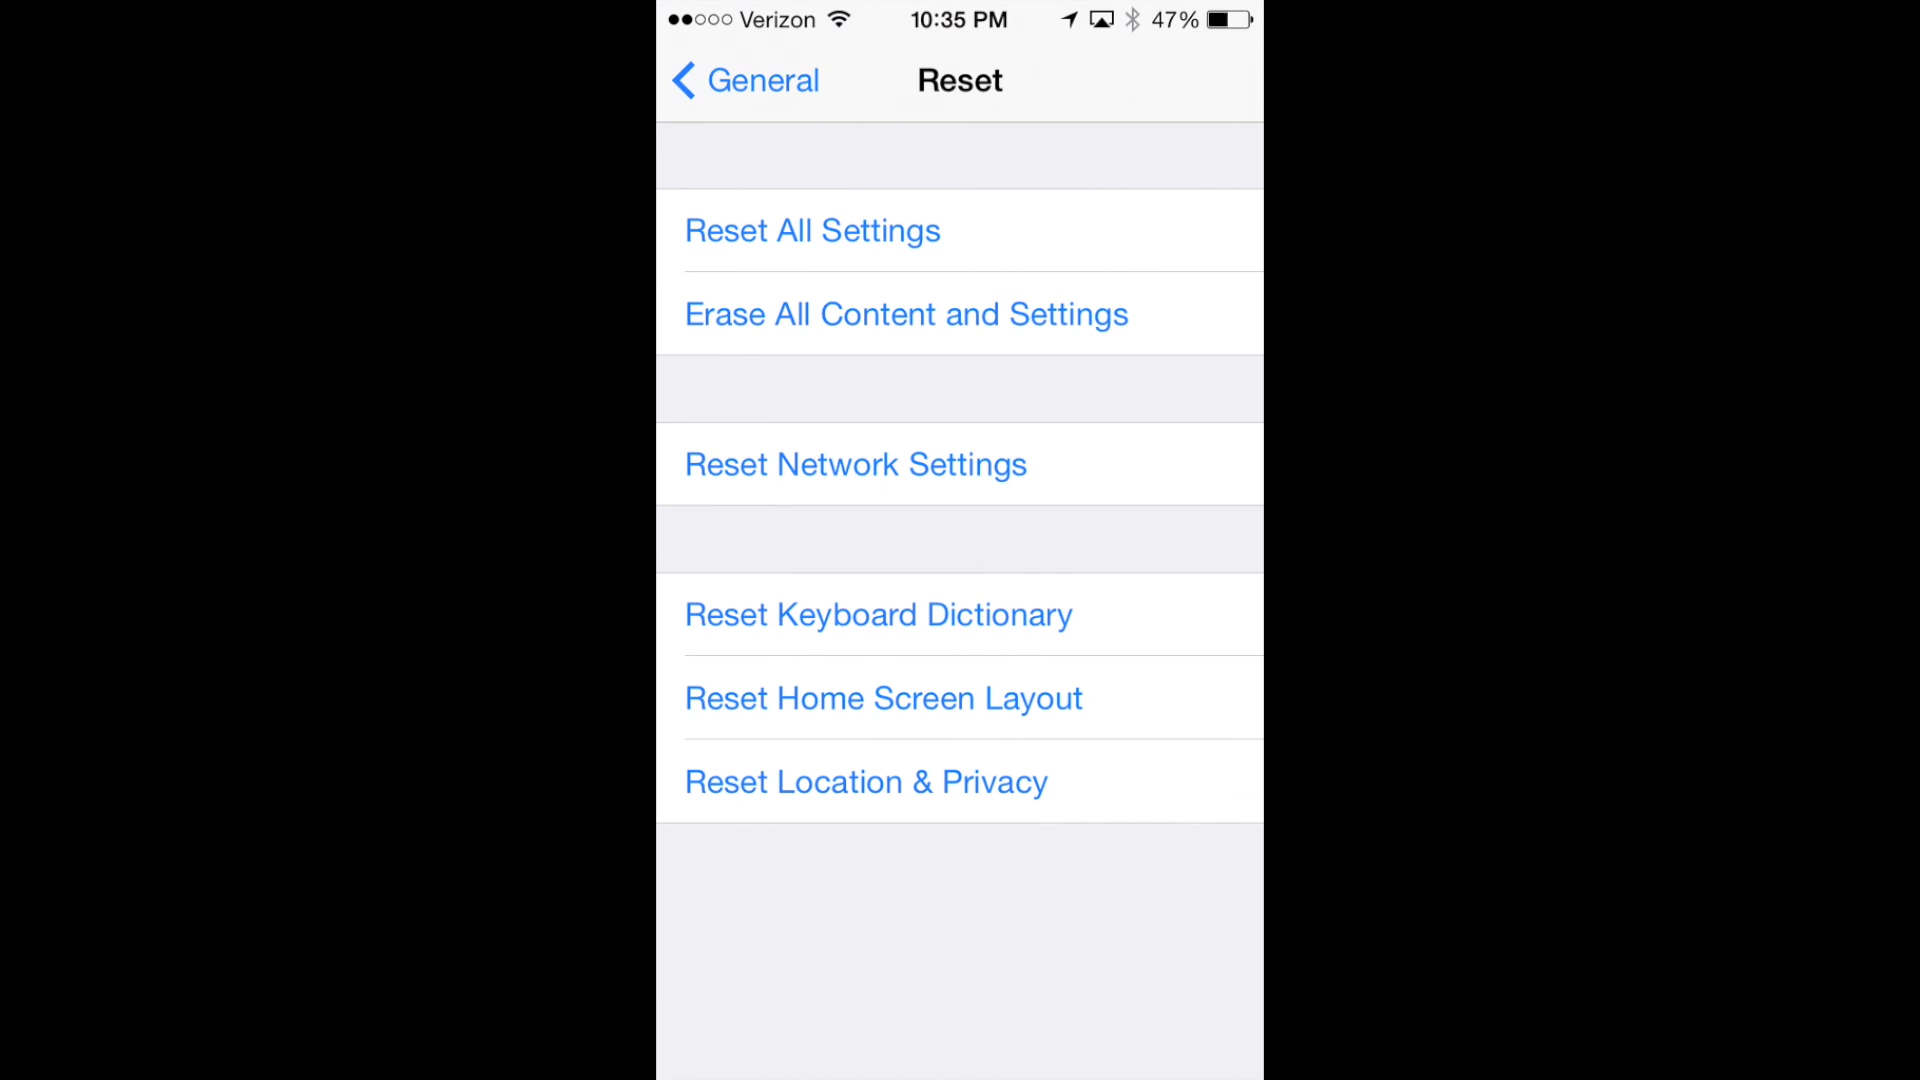 Verizon 10:35 PM 47%
General Reset
Reset All Settings
Erase All Content and Settings
Reset Network Settings
Reset Keyboard Dictionary
Reset Home Screen Layout
Reset Location & Privacy